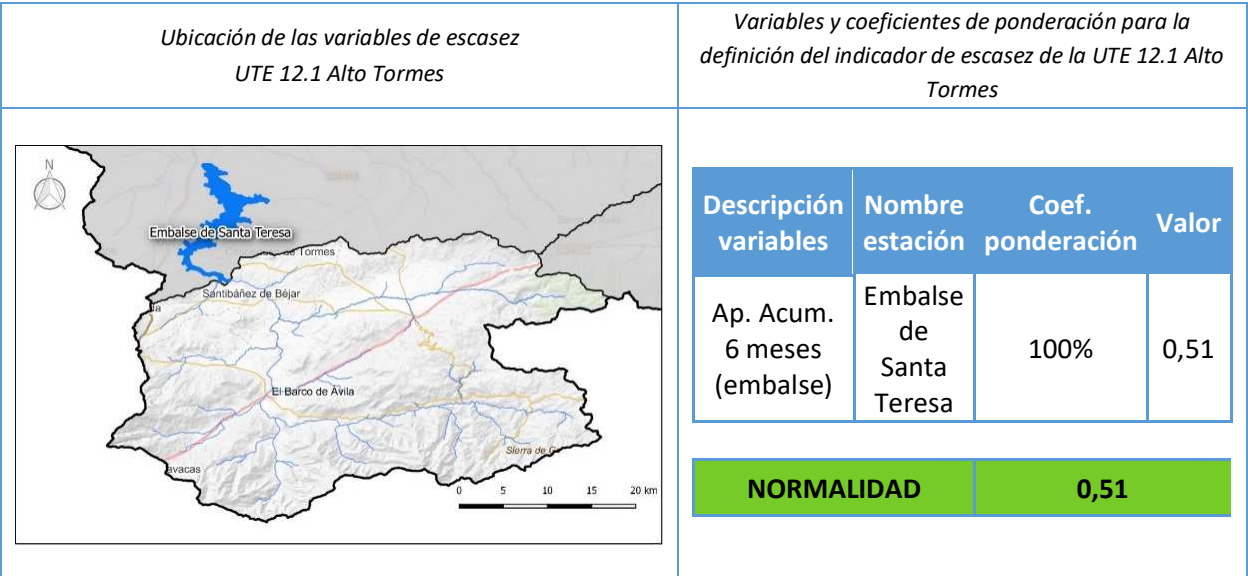 Ubicación de las variables de escasez
UTE 12.1 Alto Tormes
Variables y coeficientes de ponderación para la
definición del indicador de escasez de la UTE 12.1 Alto
Tormes
N
Embalse de Santa Teresa
de Tormes
Santibáñez de Béjar
El Barco de Ávila
Sierra de G
avacas
0 5 10 15 20 km
Descripción variables Nombre estación Coef. ponderación Valor
Ap. Acum. 6 meses (embalse) Embalse de Santa Teresa 100% 0,51
NORMALIDAD 0,51